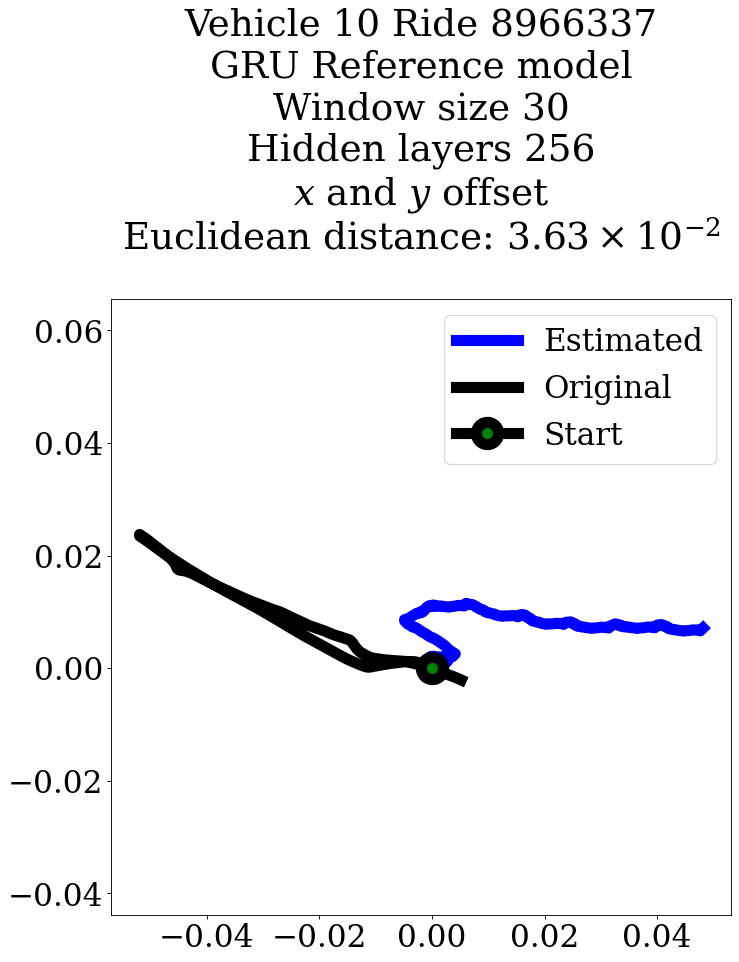 Vehicle 10 Ride 8966337
GRU Reference model
Window size 30
Hidden layers 256
x and y offset
Euclidean distance: 3.63 × 10⁻²
Estimated
Original
Start
0.06
0.04
0.02
0.00
−0.02
−0.04
−0.04 −0.02 0.00 0.02 0.04